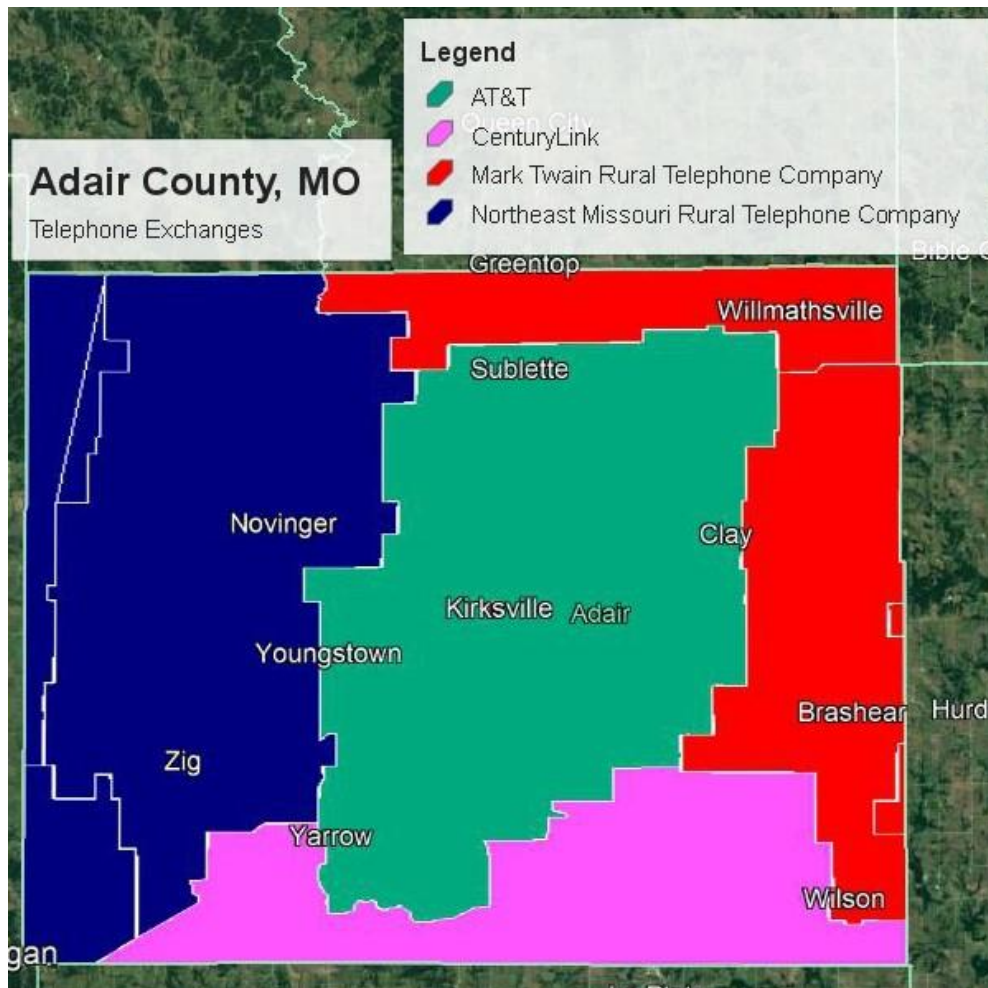 Legend
AT&T
Queen City
CenturyLink
Adair County, MO
Mark Twain Rural Telephone Company
Telephone Exchanges
Northeast Missouri Rural Telephone Company
Greentop
Willmathsville
Sublette
Novinger
Clay
Kirksville
Adair
Youngstown
Brashear
Hurd
Zig
Yarrow
Wilson
gan